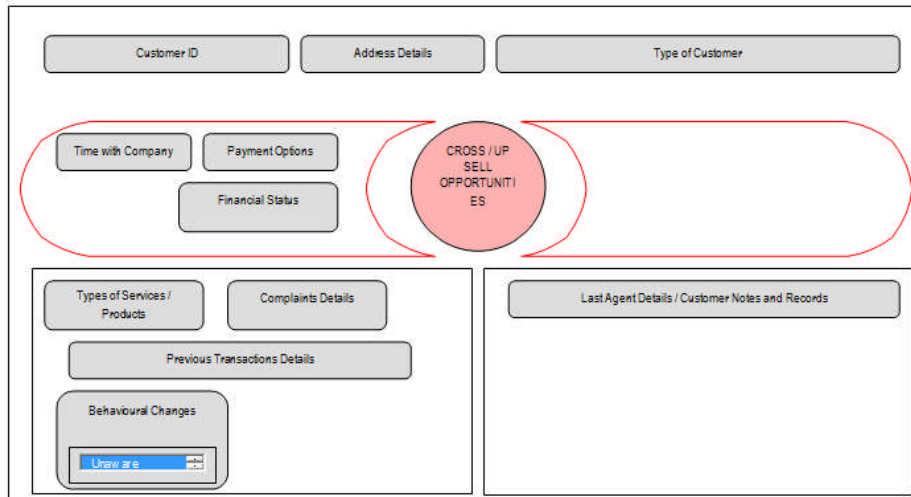 Customer ID
Address Details
Type of Customer
Time with Company
Payment Options
Financial Status
CROSS / UP
SELL
OPPORTUNITI
ES
Types of Services /
Products
Complaints Details
Previous Transactions Details
Behavioural Changes
Unaware
Last Agent Details / Customer Notes and Records